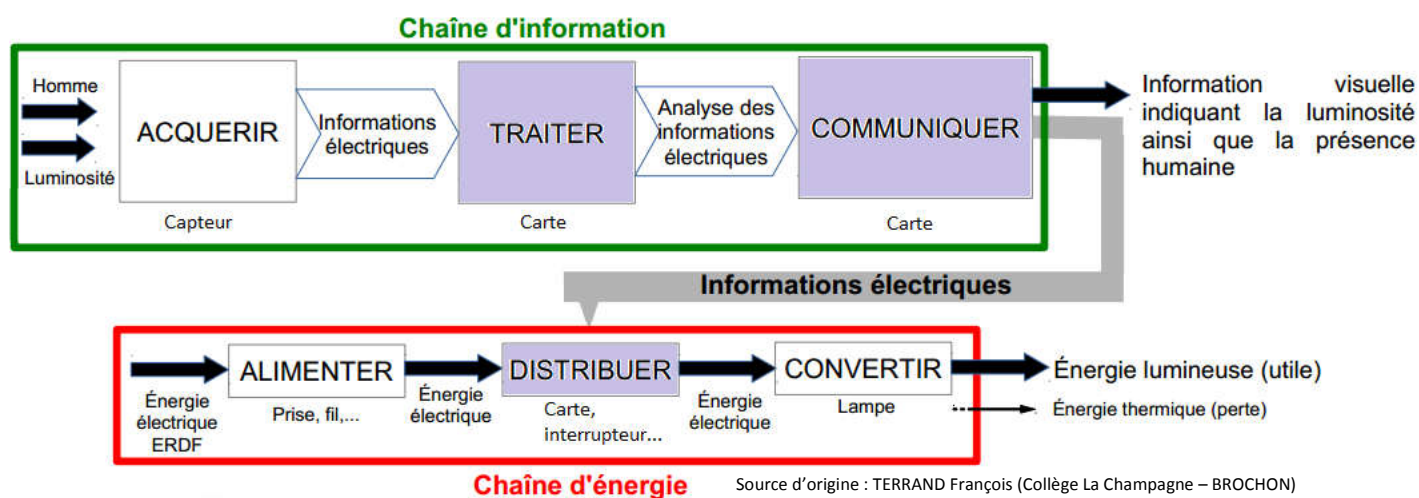 Chaîne d'information
Homme
Luminosité
ACQUERIR
Capteur
Informations
électriques
TRAITER
Carte
Analyse des
informations
électriques
COMMUNIQUER
Carte
Information visuelle
indiquant la luminosité
ainsi que la présence
humaine
Informations électriques
Énergie
électrique
ERDF
ALIMENTER
Prise, fil,...
Énergie
électrique
DISTRIBUER
Carte,
interrupteur...
Énergie
électrique
CONVERTIR
Lampe
Énergie lumineuse (utile)
Énergie thermique (perte)
Chaîne d'énergie
Source d'origine : TERRAND François (Collège La Champagne – BROCHON)